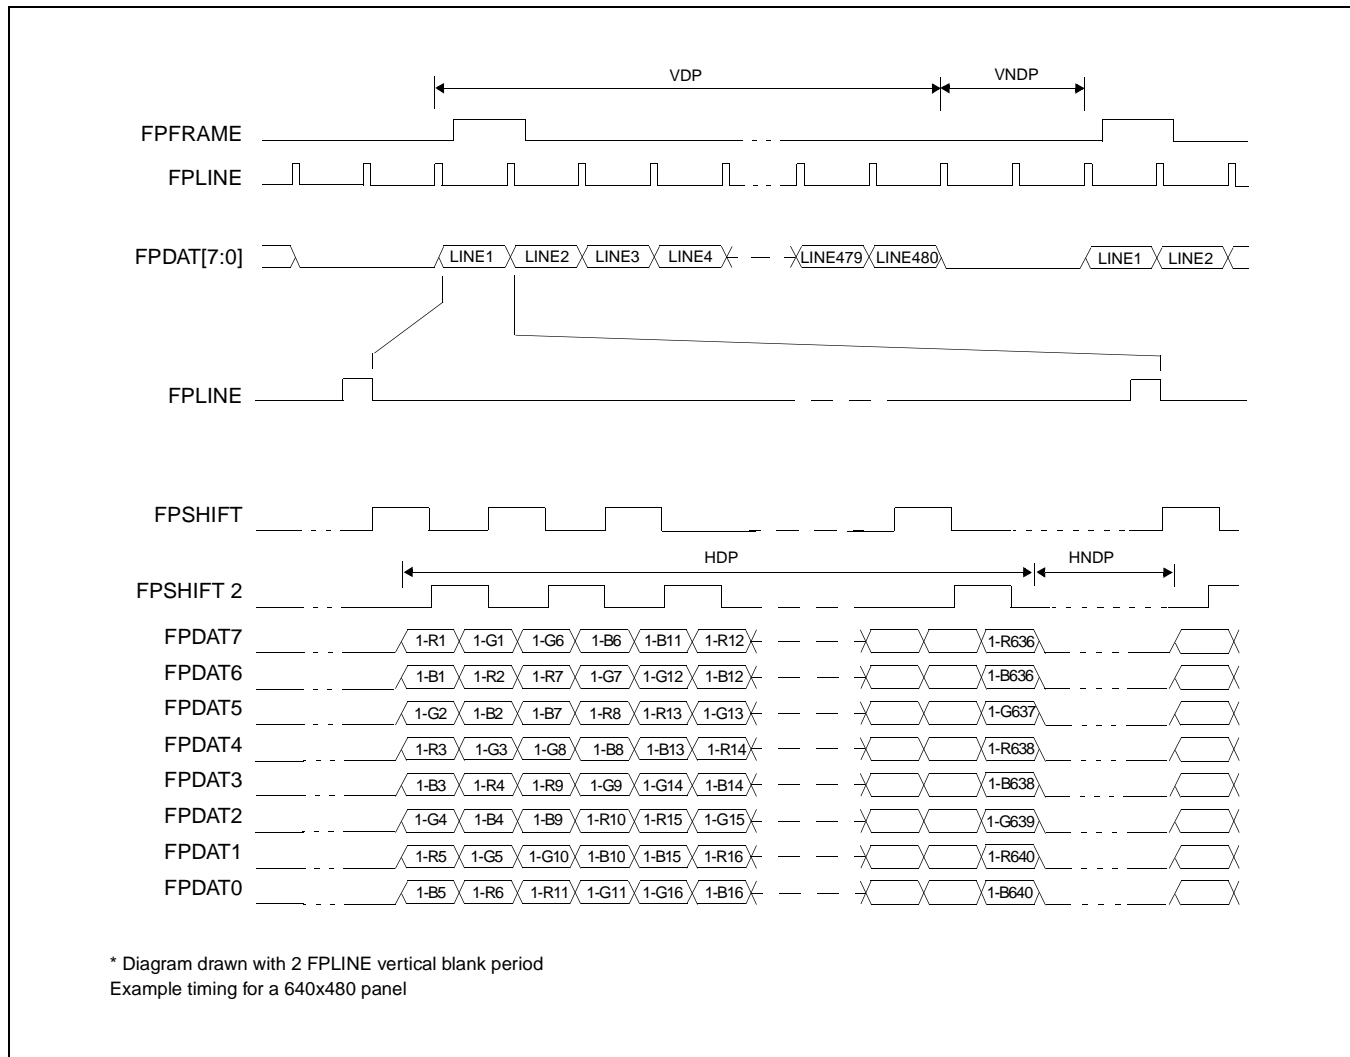 VDP VNDP
FPFRAME
FPLINE
FPDAT[7:0] LINE1 LINE2 LINE3 LINE4 LINE479 LINE480 LINE1 LINE2
FPLINE
FPSHIFT
HDP HNDP
FPSHIFT 2
FPDAT7 1-R1 1-G1 1-G6 1-B6 1-B11 1-R12 1-R636
FPDAT6 1-B1 1-R2 1-R7 1-G7 1-G12 1-B12 1-B636
FPDAT5 1-G2 1-B2 1-B7 1-R8 1-R13 1-G13 1-G637
FPDAT4 1-R3 1-G3 1-G8 1-B8 1-B13 1-R14 1-R638
FPDAT3 1-B3 1-R4 1-R9 1-G9 1-G14 1-B14 1-B638
FPDAT2 1-G4 1-B4 1-B9 1-R10 1-R15 1-G15 1-G639
FPDAT1 1-R5 1-G5 1-G10 1-B10 1-B15 1-R16 1-R640
FPDAT0 1-B5 1-R6 1-R11 1-G11 1-G16 1-B16 1-B640
* Diagram drawn with 2 FPLINE vertical blank period
Example timing for a 640x480 panel